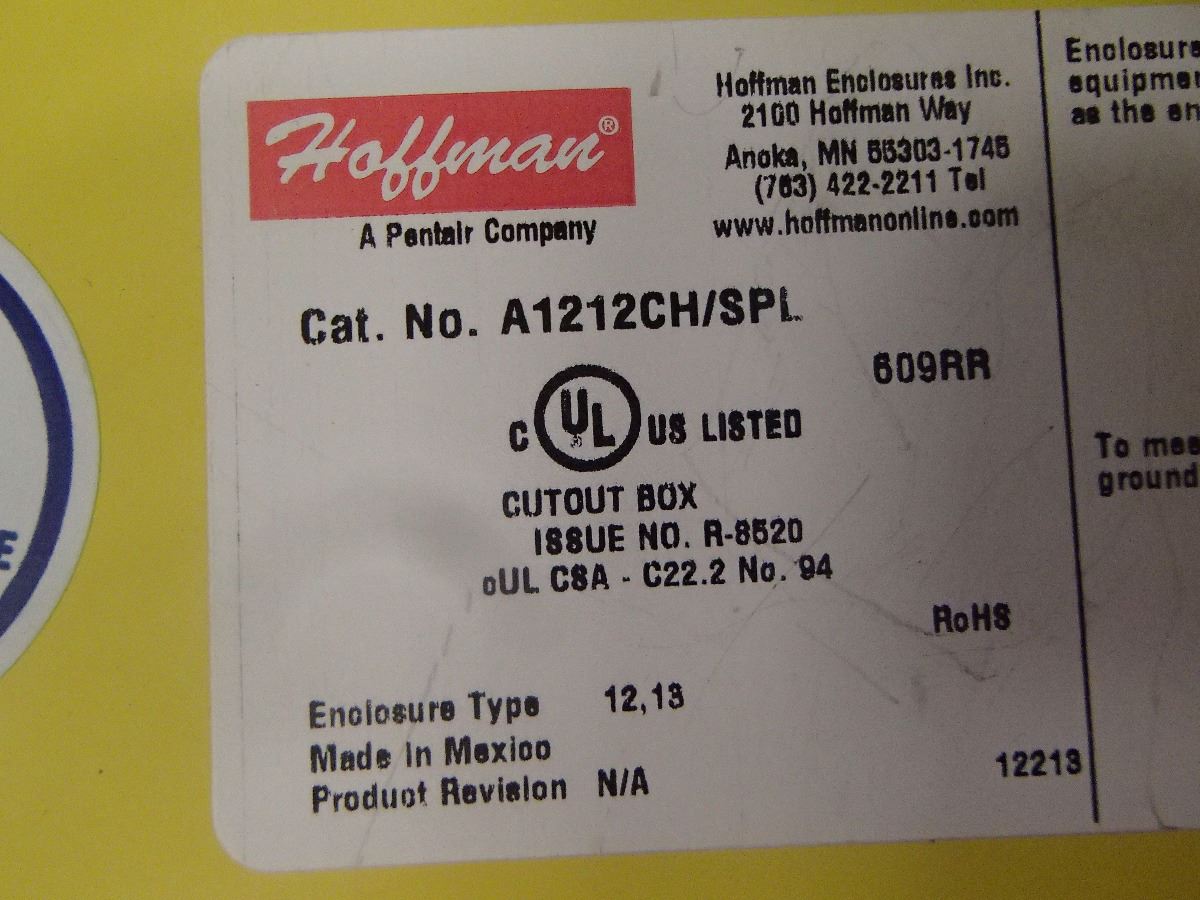 Hoffman®
A Pentair Company
Hoffman Enclosures Inc.
2100 Hoffman Way
Anoka, MN 55303-1745
(763) 422-2211 Tel
www.hoffmanonline.com
Cat. No. A1212CH/SPL
609RR
C UL® US LISTED
CUTOUT BOX
ISSUE NO. R-8520
cUL CSA - C22.2 No. 94
RoHS
Enclosure Type 12,13
Made In Mexico
Product Revision N/A
12213
Enclosure
equipmen
as the en
To mee
ground
E